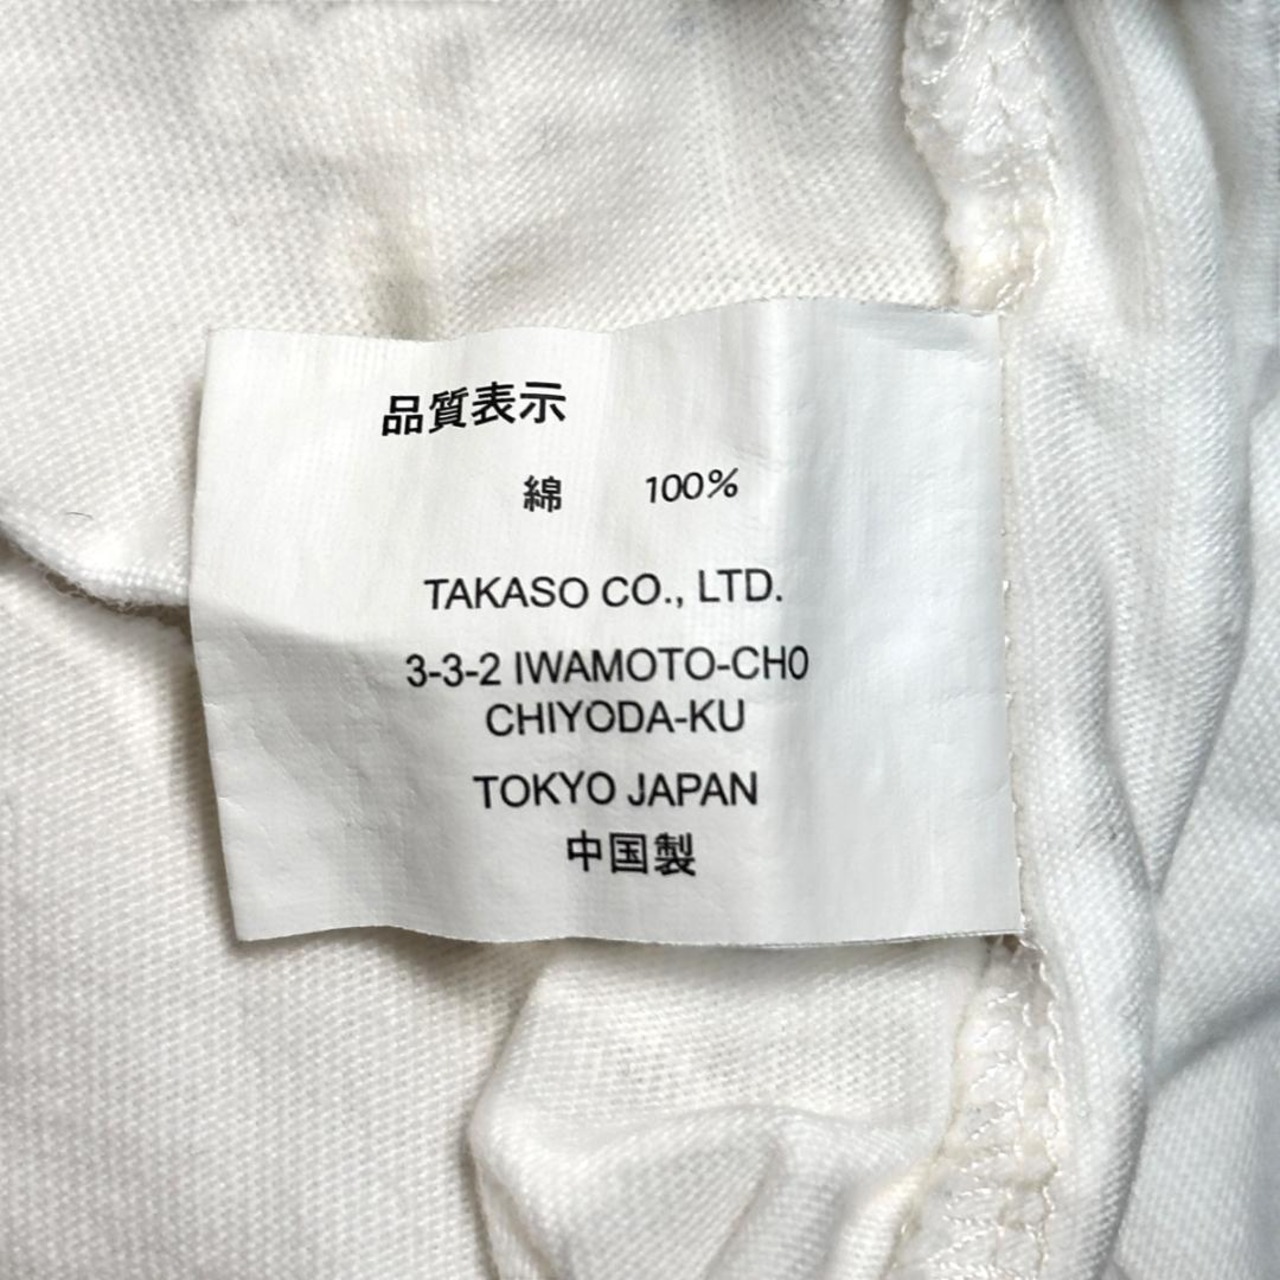 品質表示
綿 100%
TAKASO CO., LTD.
3-3-2 IWAMOTO-CH0
CHIYODA-KU
TOKYO JAPAN
中国製